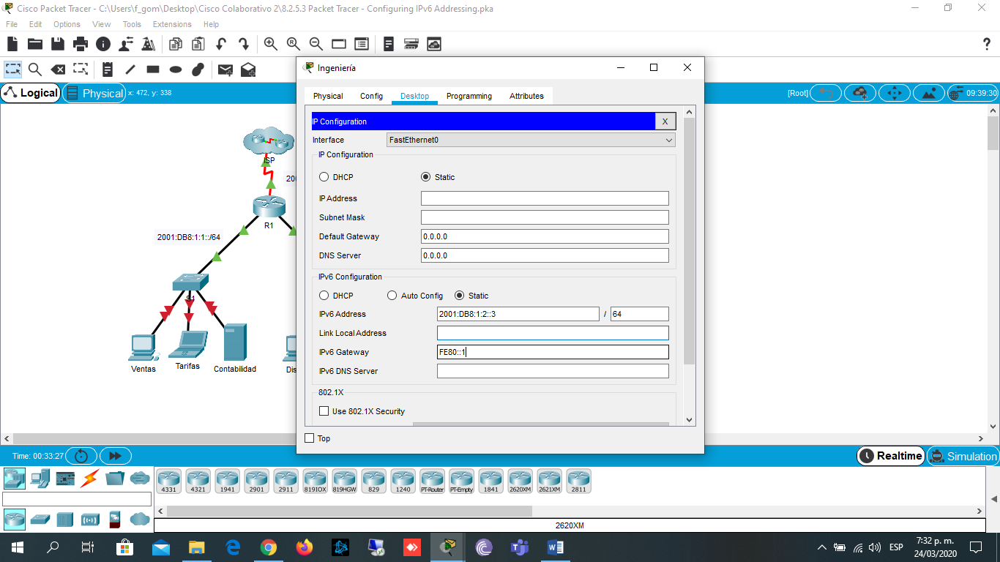 Cisco Packet Tracer - C:\Users\f_gom\Desktop\Cisco Colaborativo 2\8.2.5.3 Packet Tracer - Configuring IPv6 Addressing.pka
File Edit Options View Tools Extensions Help
Logical
Physical
x: 472, y: 338
[Root]
09:39:30
ISP
200
R1
2001:DB8:1:1::/64
S1
Ventas
Tarifas
Contabilidad
Dis
Ingeniería
Physical Config Desktop Programming Attributes
IP Configuration
X
Interface
FastEthernet0
IP Configuration
DHCP
Static
IP Address
Subnet Mask
Default Gateway
0.0.0.0
DNS Server
0.0.0.0
IPv6 Configuration
DHCP
Auto Config
Static
IPv6 Address
2001:DB8:1:2::3
/
64
Link Local Address
IPv6 Gateway
FE80::1
IPv6 DNS Server
802.1X
Use 802.1X Security
Top
Time: 00:33:27
Realtime
Simulation
4331 4321 1941 2901 2911 819IOX 819HGW 829 1240 PT-Router PT-Empty 1841 2620XM 2621XM 2811
2620XM
ESP
7:32 p. m.
24/03/2020